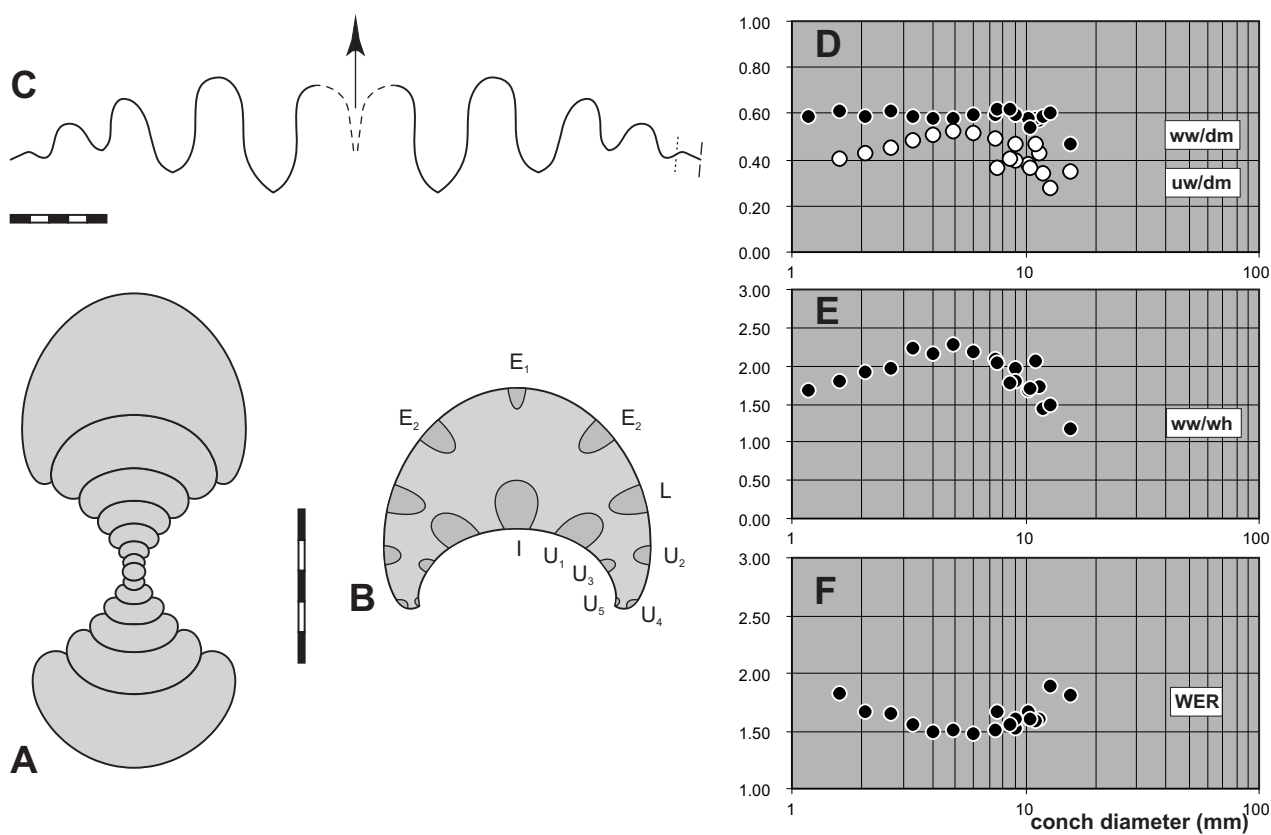 C
A
B
E₁
E₂ E₂
L
I U₁ U₂
U₃
U₅ U₄
D
1.00
0.80
0.60
0.40
0.20
0.00
ww/dm
uw/dm
1 10 100
E
3.00
2.50
2.00
1.50
1.00
0.50
0.00
ww/wh
1 10 100
F
3.00
2.50
2.00
1.50
1.00
WER
1 10 100
conch diameter (mm)